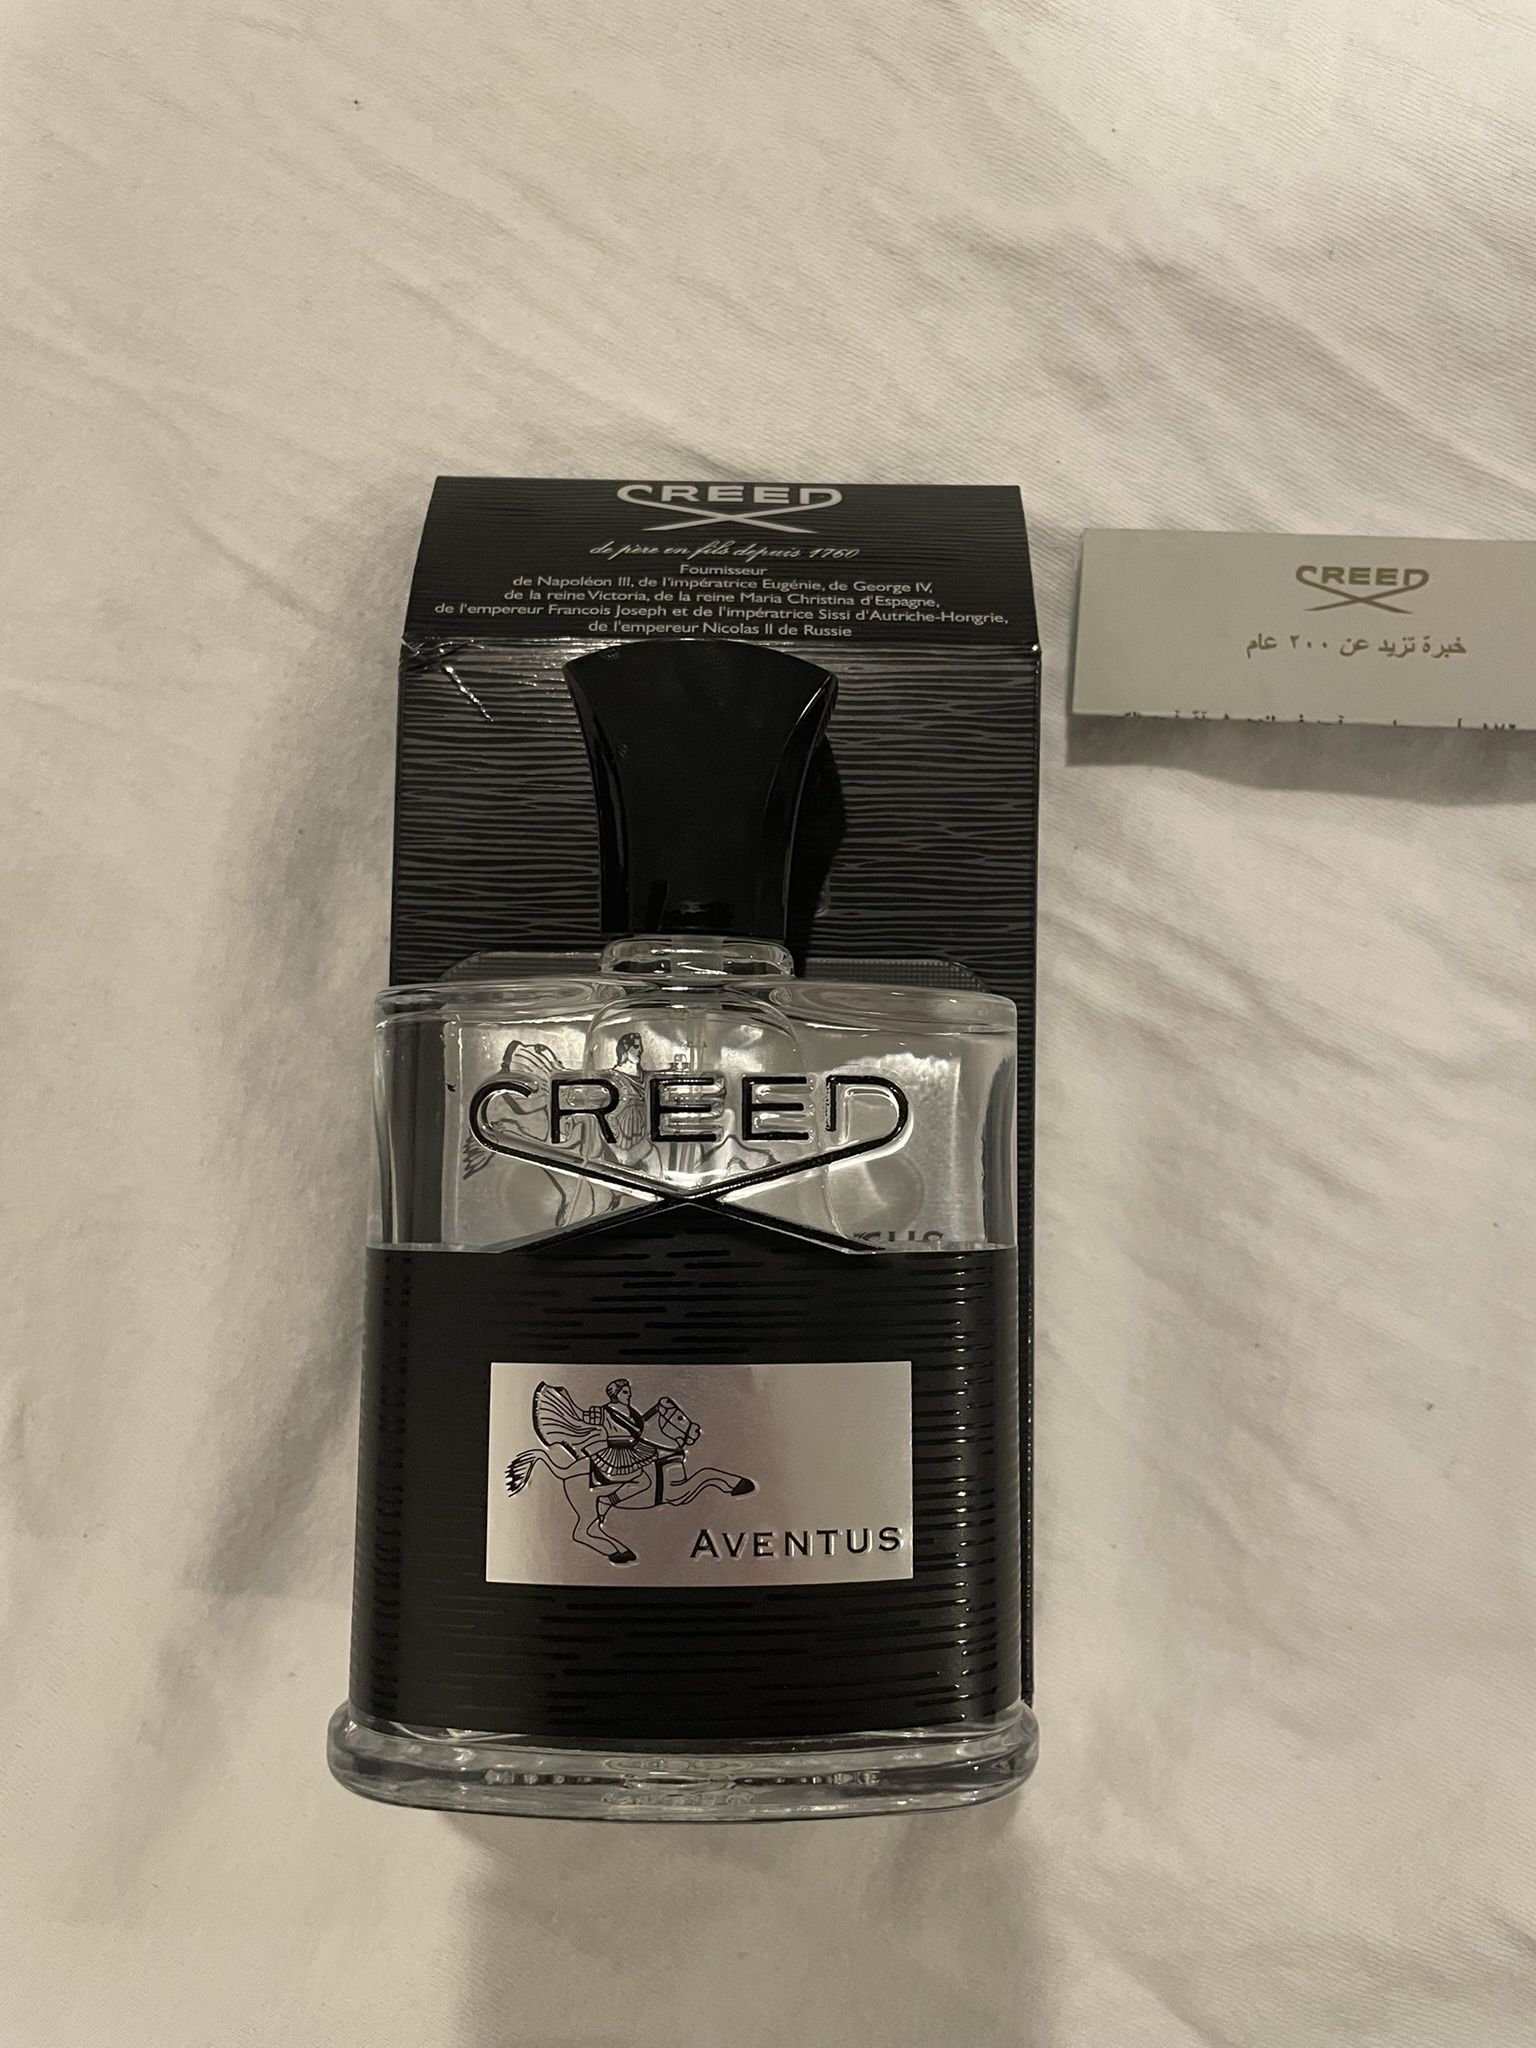 CREED
de père en fils depuis 1760
Fournisseur
de Napoléon III, de l'impératrice Eugénie, de George IV,
de la reine Victoria, de la reine Maria Christina d'Espagne,
de l'empereur Francois Joseph et de l'impératrice Sissi d'Autriche-Hongrie,
de l'empereur Nicolas II de Russie
CREED
خبرة تزيد عن ٢٠٠ عام
CREED
AVENTUS